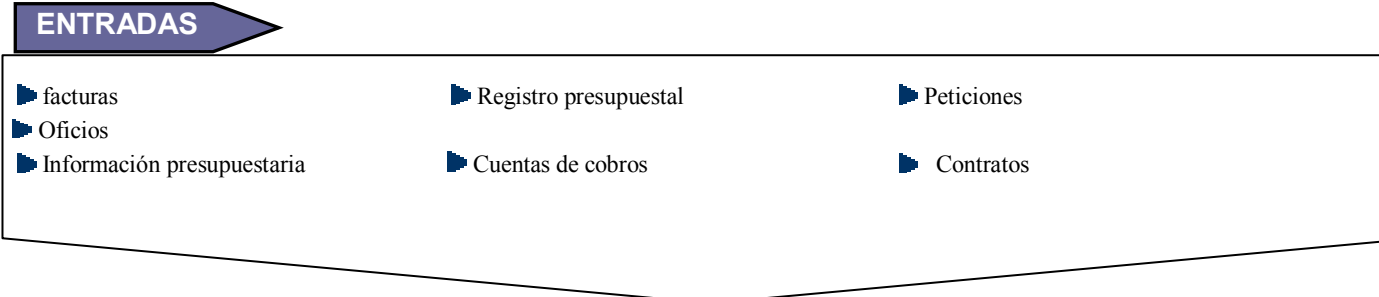 ENTRADAS
facturas Registro presupuestal Peticiones
Oficios
Información presupuestaria Cuentas de cobros Contratos